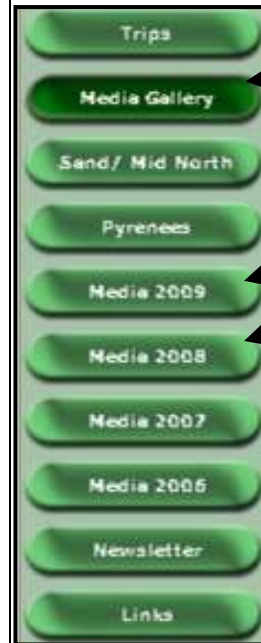 Trips
Media Gallery
Sand/ Mid North
Pyrenees
Media 2009
Media 2008
Media 2007
Media 2006
Newsletter
Links